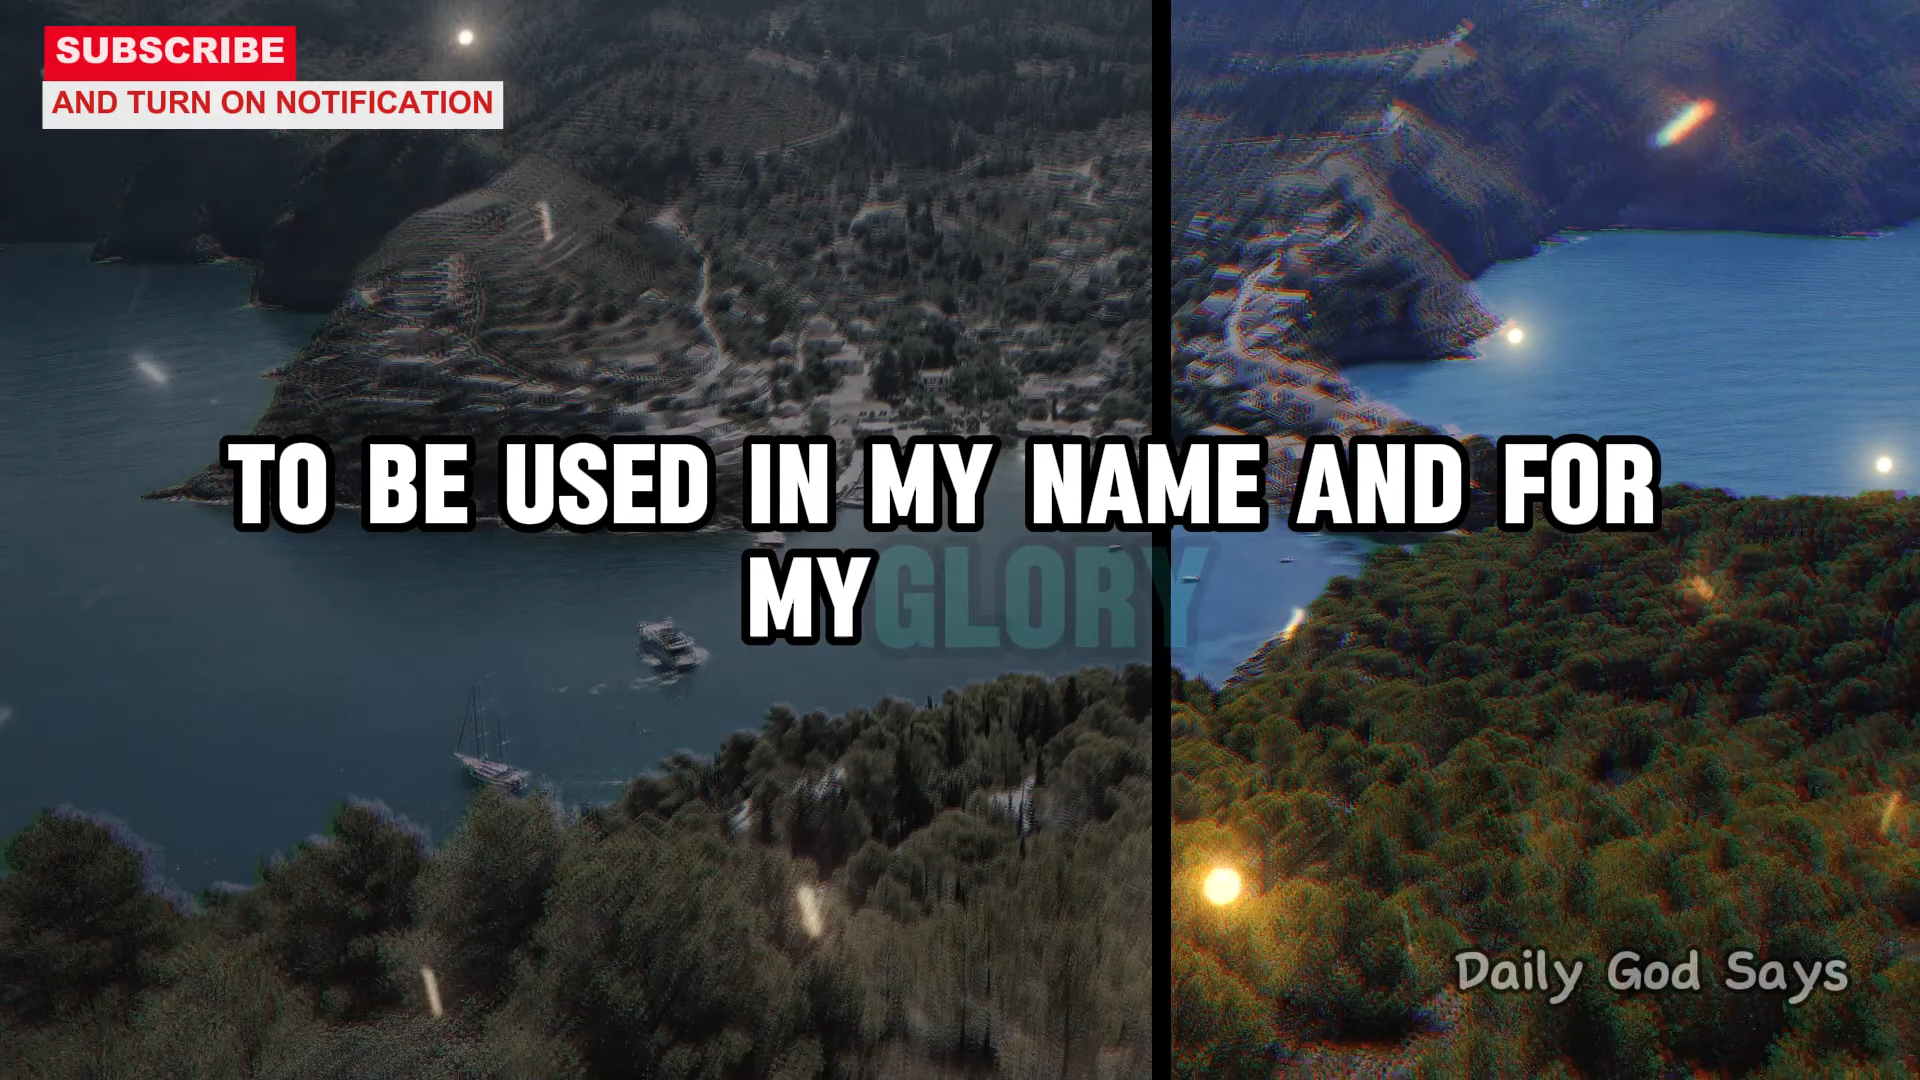 SUBSCRIBE
AND TURN ON NOTIFICATION
TO BE USED IN MY NAME AND FOR
MY GLORY
Daily God Says